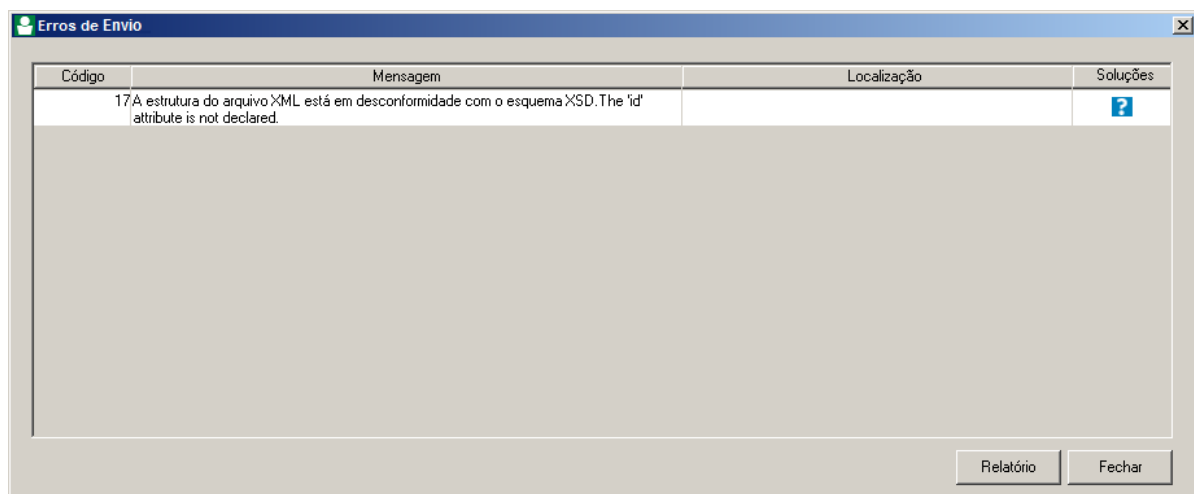 Erros de Envio
Código Mensagem Localização Soluções
17 A estrutura do arquivo XML está em desconformidade com o esquema XSD.The 'id'
attribute is not declared.
?
Relatório Fechar